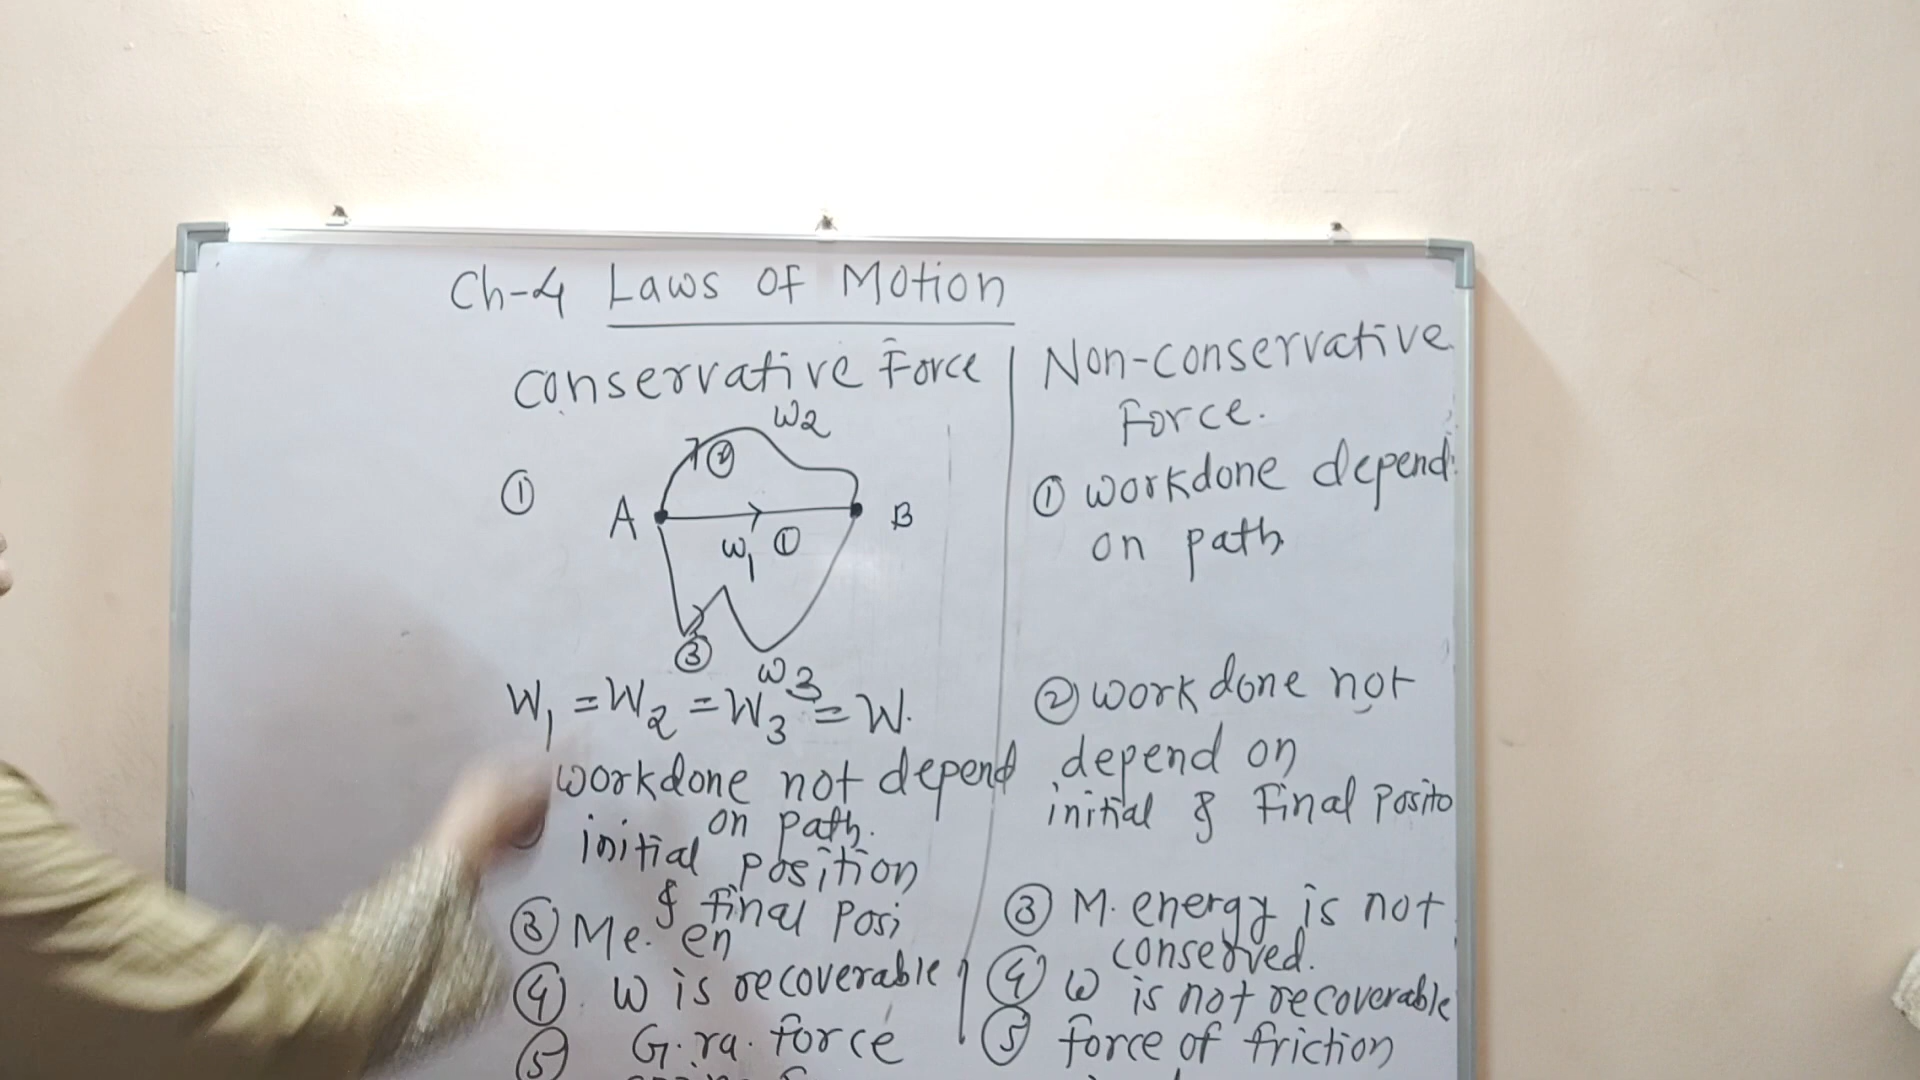 Ch-4 Laws of Motion
Conservative Force
W2
②
①
A
B
W1 ①
③
W3
W1 = W2 = W3 = W.
workdone not depend
on path.
initial position
& final Posi
③ Me. en
④ W is recoverable
⑤ G.ra. force
Non-conservative
Force.
① workdone depend
on path
② work done not
depend on
initial & Final Positio
③ M. energy is not
conserved.
④ W is not recoverable
⑤ force of friction